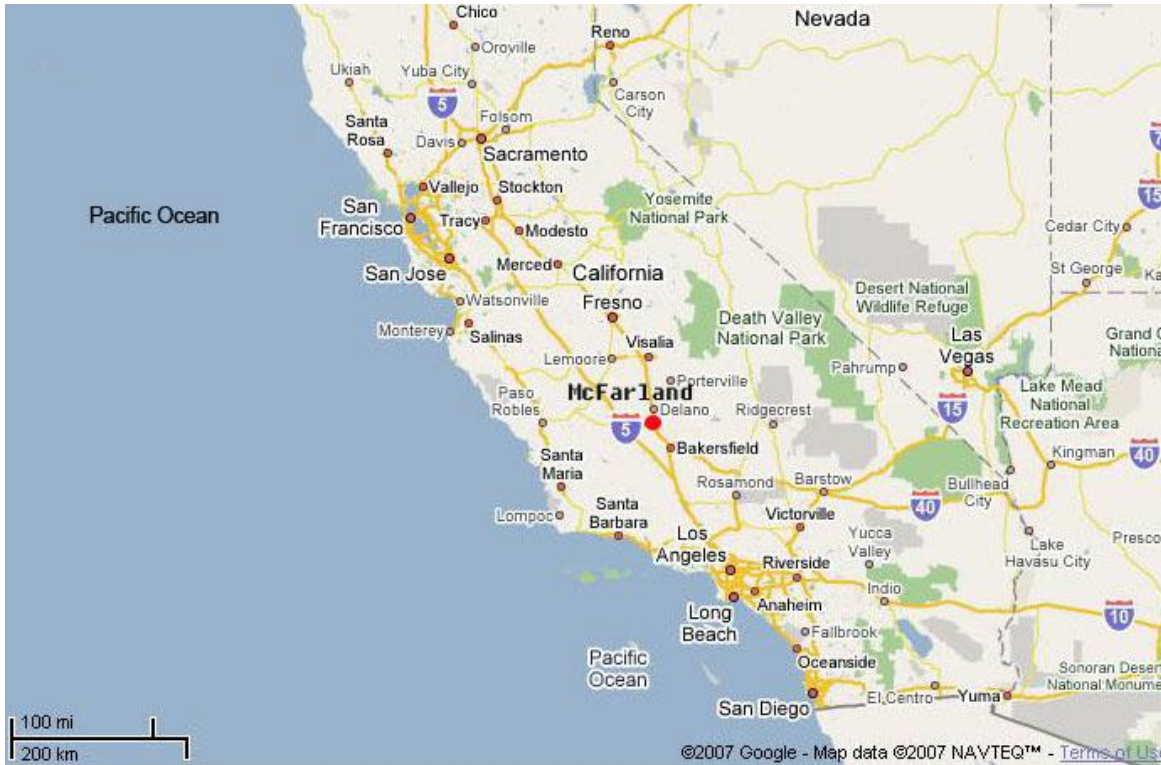 Chico
Nevada
Reno
Oroville
Ukiah
Yuba City
5
Carson
City
Folsom
Santa
Rosa
Davis
Sacramento
Vallejo
Stockton
15
Yosemite
National Park
Pacific Ocean
San
Francisco
Tracy
Modesto
Cedar City
San Jose
Merced
California
St George
Desert National
Wildlife Refuge
Watsonville
Fresno
Death Valley
National Park
Monterey
Salinas
Las
Vegas
Grand
Nationa
Visalia
Lemoore
Pahrump
Porterville
McFarland
Lake Mead
National
Recreation Area
Paso
Robles
Delano
Ridgecrest
15
5
Bakersfield
Kingman
40
Santa
Maria
Rosamond
Barstow
Bullhead
City
Lompoc
Santa
Barbara
Victorville
40
Los
Angeles
Yucca
Valley
Lake
Havasu City
Presco
Riverside
Indio
Long
Beach
Anaheim
10
Fallbrook
Pacific
Ocean
Oceanside
Sonoran Deser
National Monume
San Diego
El Centro
Yuma
100 mi
200 km
©2007 Google - Map data ©2007 NAVTEQ™ - Terms of Use